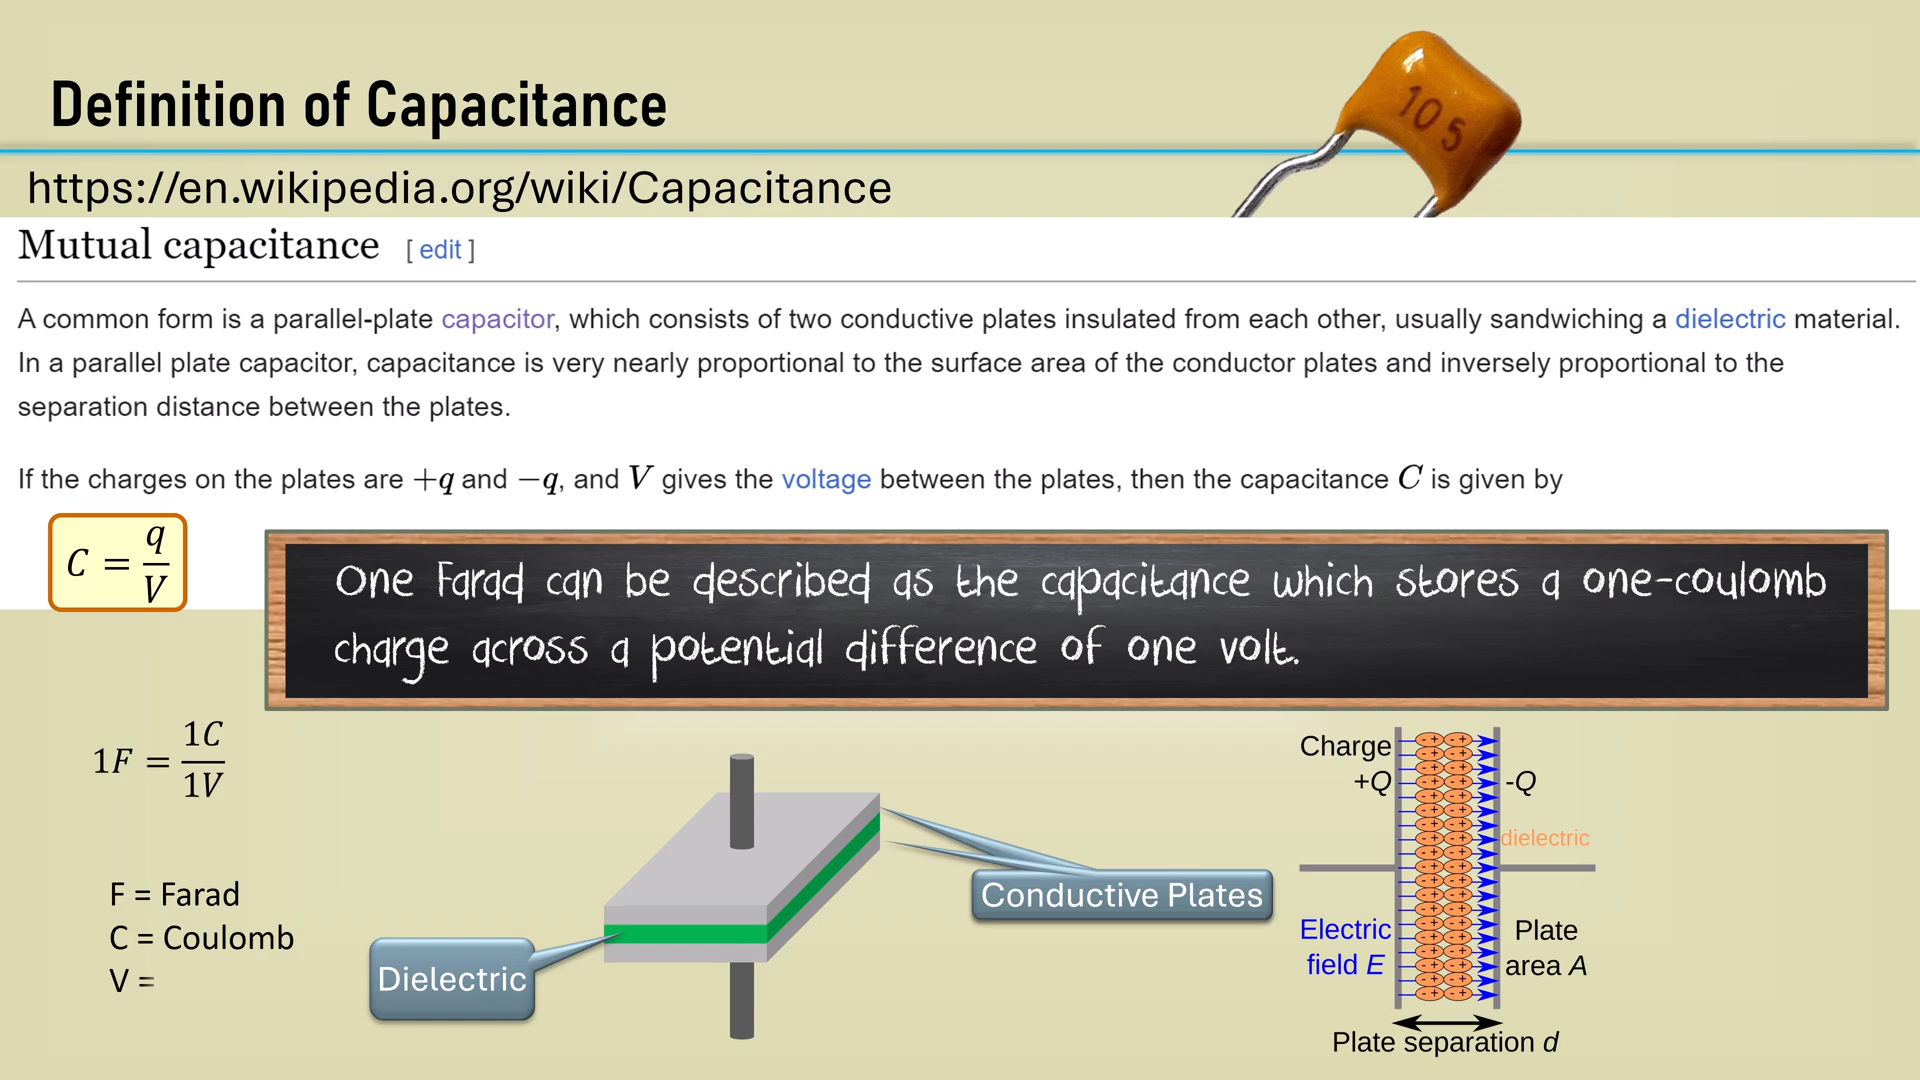 Definition of Capacitance
105
https://en.wikipedia.org/wiki/Capacitance
Mutual capacitance [ edit ]
A common form is a parallel-plate capacitor, which consists of two conductive plates insulated from each other, usually sandwiching a dielectric material.
In a parallel plate capacitor, capacitance is very nearly proportional to the surface area of the conductor plates and inversely proportional to the
separation distance between the plates.
If the charges on the plates are +q and −q, and V gives the voltage between the plates, then the capacitance C is given by
C = q/V
One Farad can be described as the capacitance which stores a one-coulomb
charge across a potential difference of one volt.
1F = 1C/1V
F = Farad
C = Coulomb
V =
Dielectric
Conductive Plates
Charge
+Q
-Q
dielectric
Electric
field E
Plate
area A
Plate separation d